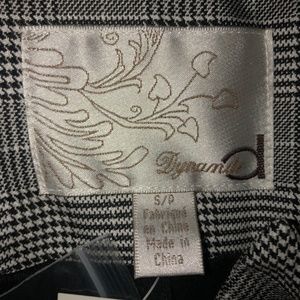 Dynamite
d
S/P
Fabriqué
en Chine
Made in
China